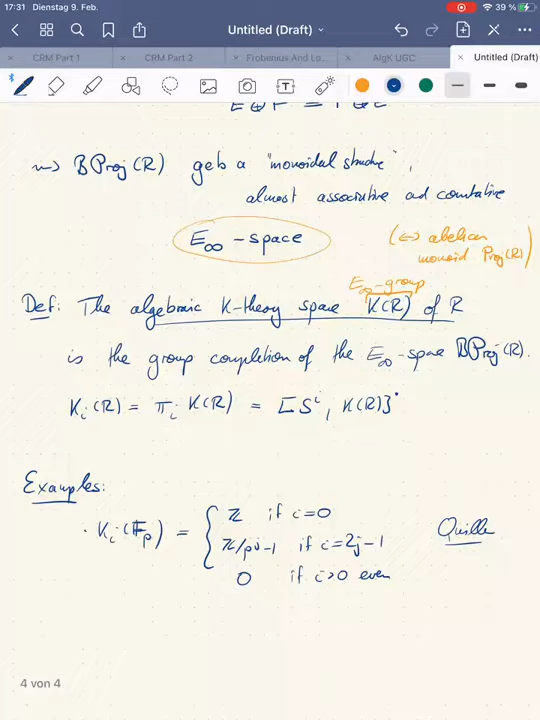 17:31 Dienstag 9. Feb. 39 %
Untitled (Draft)
CRM Part 1 CRM Part 2 Frobenius And Lo... AlgK UGC Untitled (Draft)
⇝ BProj(R) gets a "monoidal structure",
almost associative and commutative
E∞-space
(↔ abelian
monoid Proj(R))
E∞-group
Def: The algebraic K-theory space K(R) of R
is the group completion of the E∞-space BProj(R).
Kᵢ(R) = πᵢ K(R) = [Sⁱ, K(R)]•
Examples:
· Kᵢ(𝔽ₚ) = { ℤ if i=0
ℤ/pʲ-1 if i=2j-1
0 if i>0 even
Quille
4 von 4